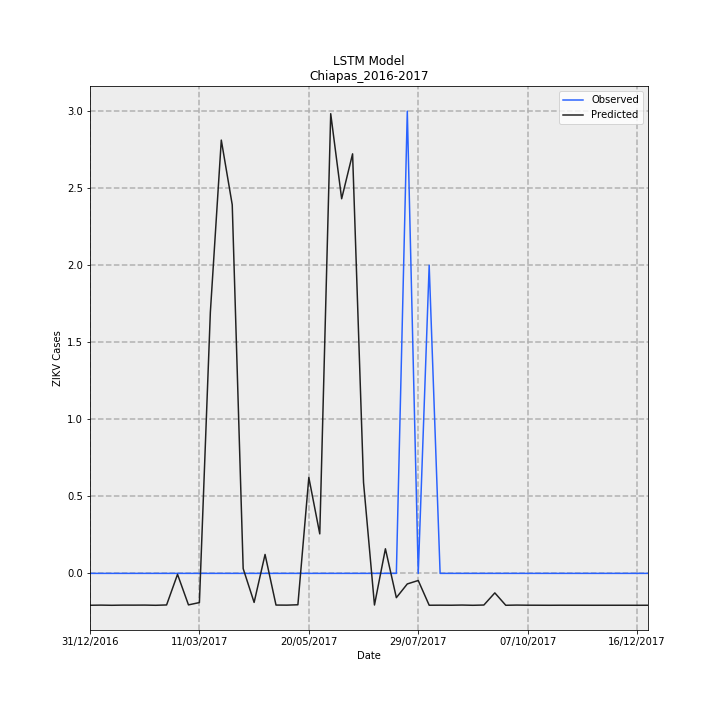 LSTM Model
Chiapas_2016-2017
Observed
Predicted
3.0
2.5
2.0
1.5
1.0
0.5
0.0
ZIKV Cases
31/12/2016 11/03/2017 20/05/2017 29/07/2017 07/10/2017 16/12/2017
Date